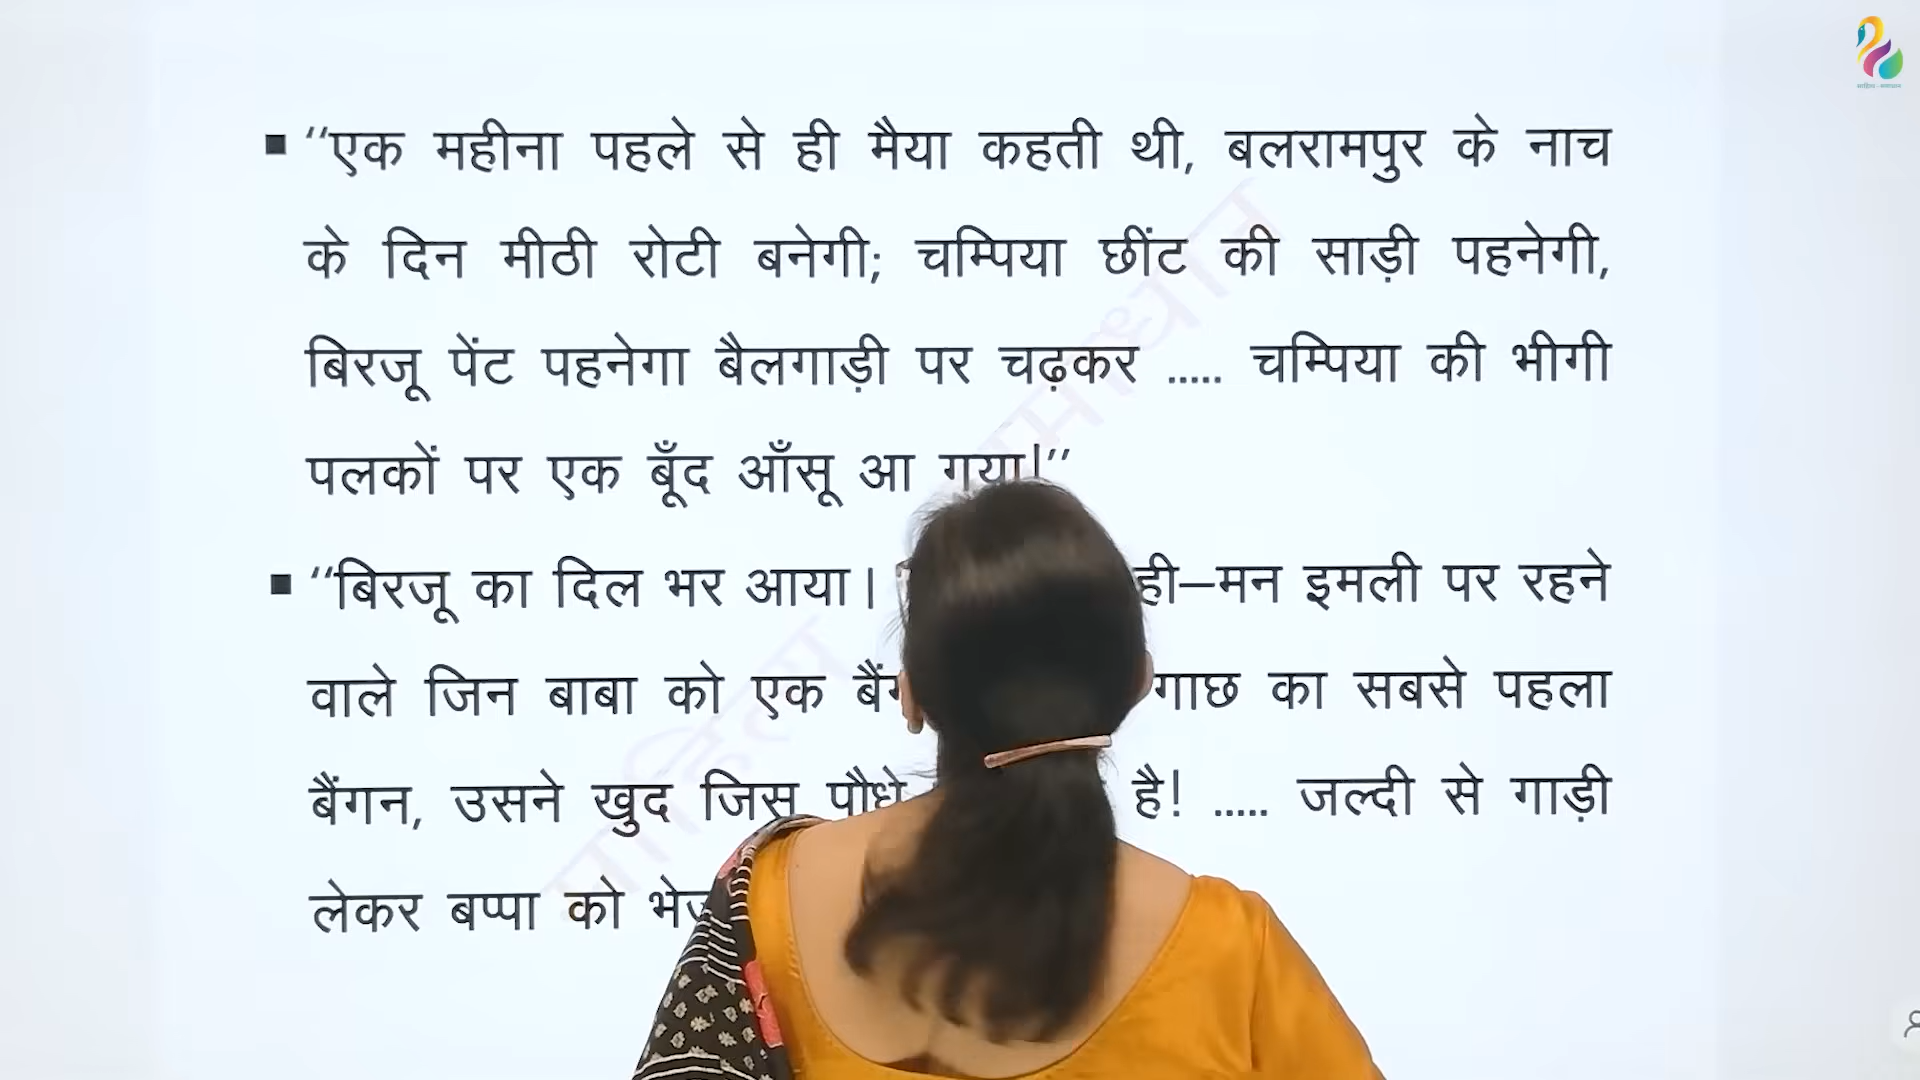 “एक महीना पहले से ही मैया कहती थी, बलरामपुर के नाच
के दिन मीठी रोटी बनेगी; चम्पिया छींट की साड़ी पहनेगी,
बिरजू पेंट पहनेगा बैलगाड़ी पर चढ़कर ..... चम्पिया की भीगी
पलकों पर एक बूँद आँसू आ गया।”
“बिरजू का दिल भर आया। ही–मन इमली पर रहने
वाले जिन बाबा को एक गाछ का सबसे पहला
बैंगन, उसने खुद जिस पौधे है! ..... जल्दी से गाड़ी
लेकर बप्पा को
साहित्य समाधान